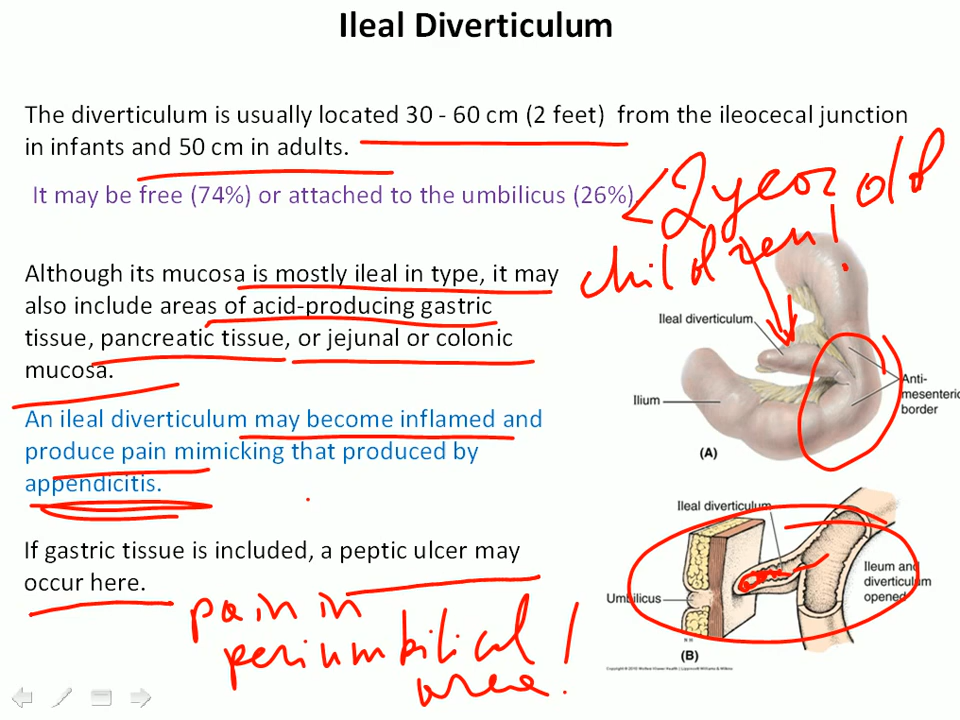 Ileal Diverticulum
The diverticulum is usually located 30 - 60 cm (2 feet) from the ileocecal junction
in infants and 50 cm in adults.
It may be free (74%) or attached to the umbilicus (26%).
< 2 year old
children!
Although its mucosa is mostly ileal in type, it may
also include areas of acid-producing gastric
tissue, pancreatic tissue, or jejunal or colonic
mucosa.
An ileal diverticulum may become inflamed and
produce pain mimicking that produced by
appendicitis.
If gastric tissue is included, a peptic ulcer may
occur here.
pain in
periumbilical
area!
Ileal diverticulum
Ilium
Anti-
mesenteric
border
(A)
Ileal diverticulum
Umbilicus
Ileum and
diverticulum
opened
(B)